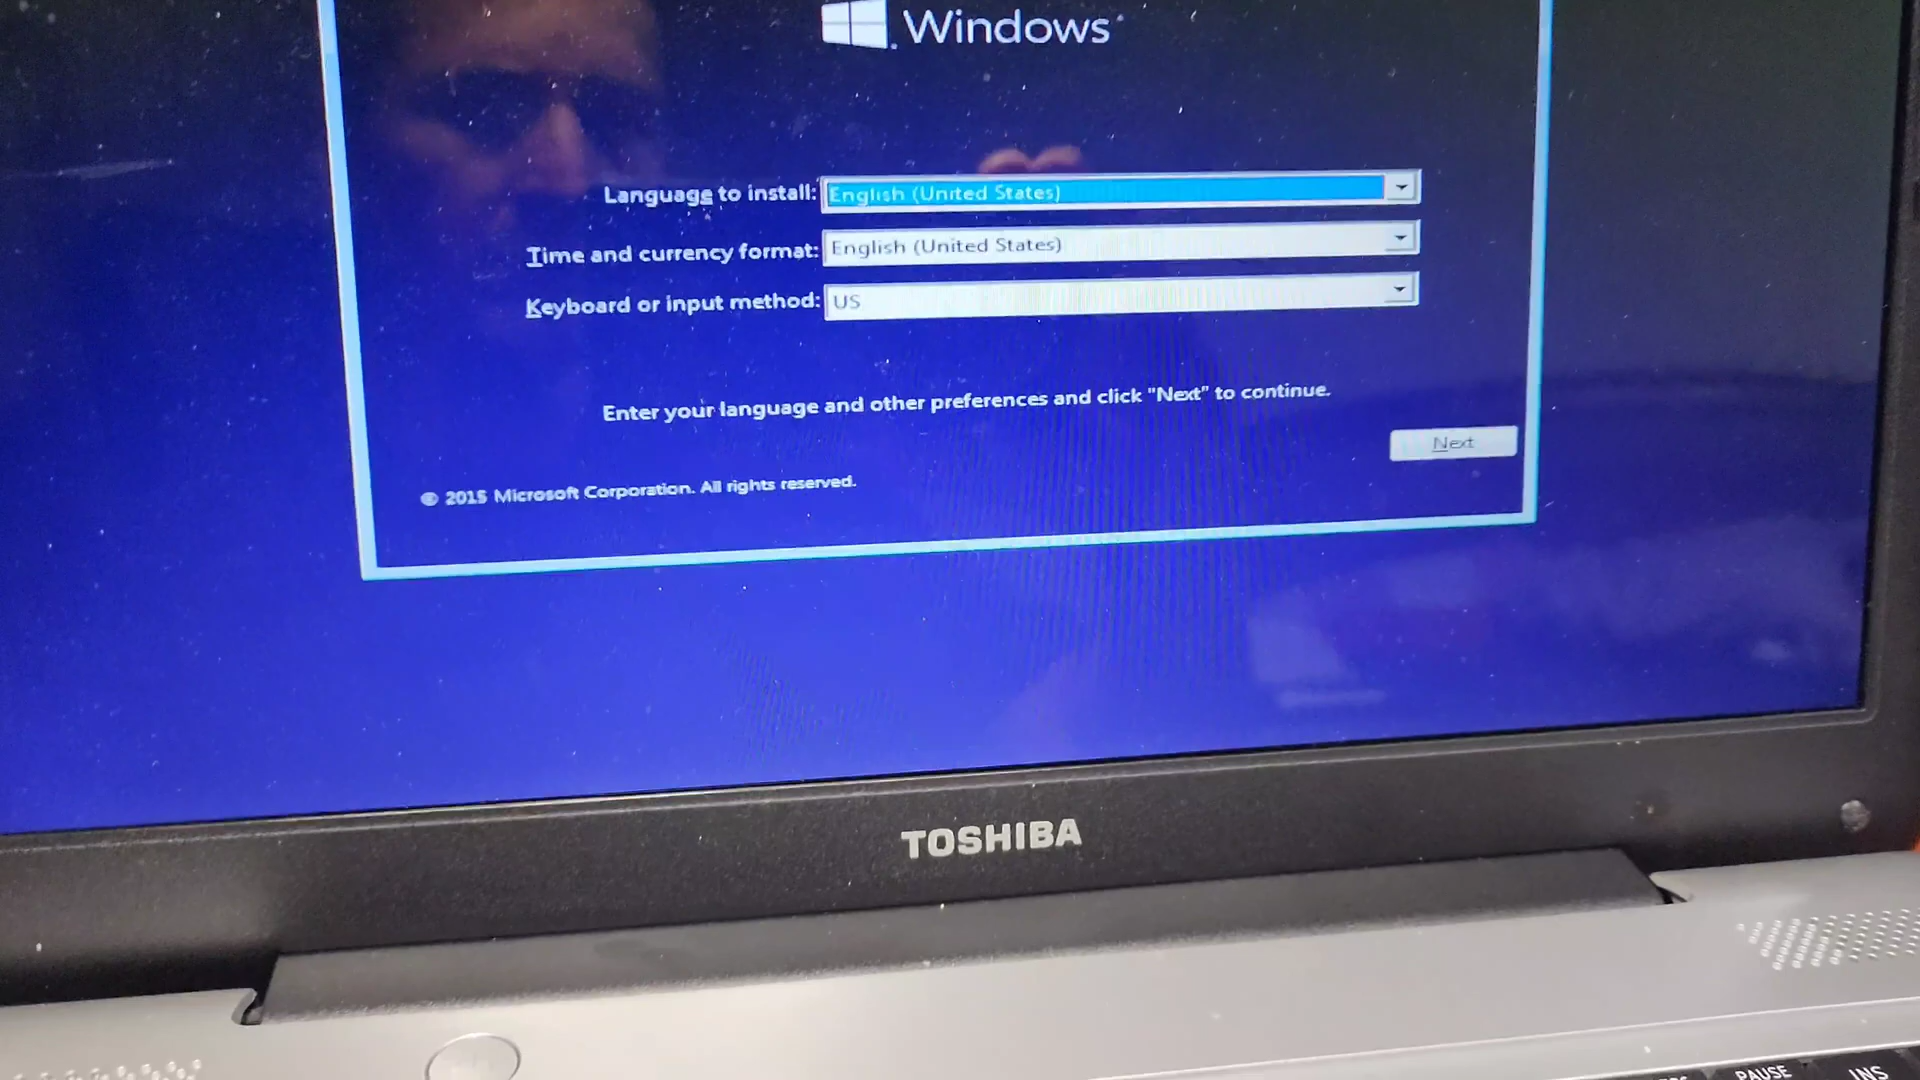 Windows
Language to install: English (United States)
Time and currency format: English (United States)
Keyboard or input method: US
Enter your language and other preferences and click "Next" to continue.
Next
© 2015 Microsoft Corporation. All rights reserved.
TOSHIBA
PAUSE
INS